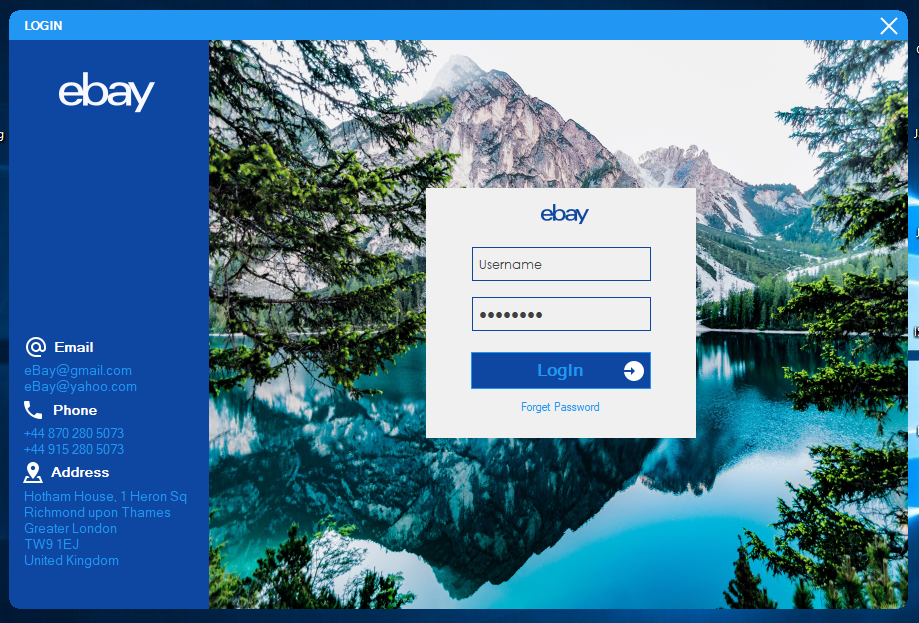 LOGIN
ebay
Email
eBay@gmail.com
eBay@yahoo.com
Phone
+44 870 280 5073
+44 915 280 5073
Address
Hotham House, 1 Heron Sq
Richmond upon Thames
Greater London
TW9 1EJ
United Kingdom
ebay
Username
LogIn
Forget Password